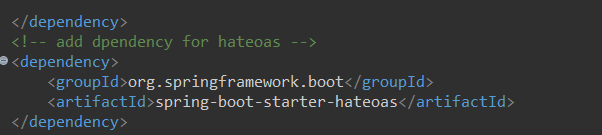 </dependency>
<!-- add dpendency for hateoas -->
<dependency>
<groupId>org.springframework.boot</groupId>
<artifactId>spring-boot-starter-hateoas</artifactId>
</dependency>